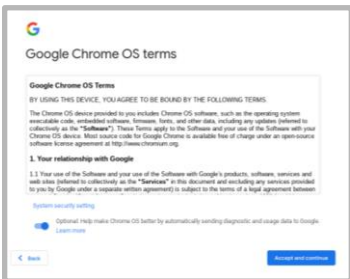 Google Chrome OS terms
Google Chrome OS Terms
BY USING THIS DEVICE, YOU AGREE TO BE BOUND BY THE FOLLOWING TERMS.
The Chrome OS device provided to you includes Chrome OS software, such as the operating system
executable code, embedded software, firmware, fonts, and other data, including any updates (referred to
collectively as the "Software"). These Terms apply to the Software and your use of the Software with your
Chrome OS device. Most source code for Google Chrome is available free of charge under an open-source
software license agreement at http://www.chromium.org.
1. Your relationship with Google
1.1 Your use of the Software and your use of the Software with Google's products, software, services and
web sites (referred to collectively as the "Services" in this document and excluding any services provided
to you by Google under a separate written agreement) is subject to the terms of a legal agreement between
System security setting
Optional: Help make Chrome OS better by automatically sending diagnostic and usage data to Google.
Learn more
Back
Accept and continue